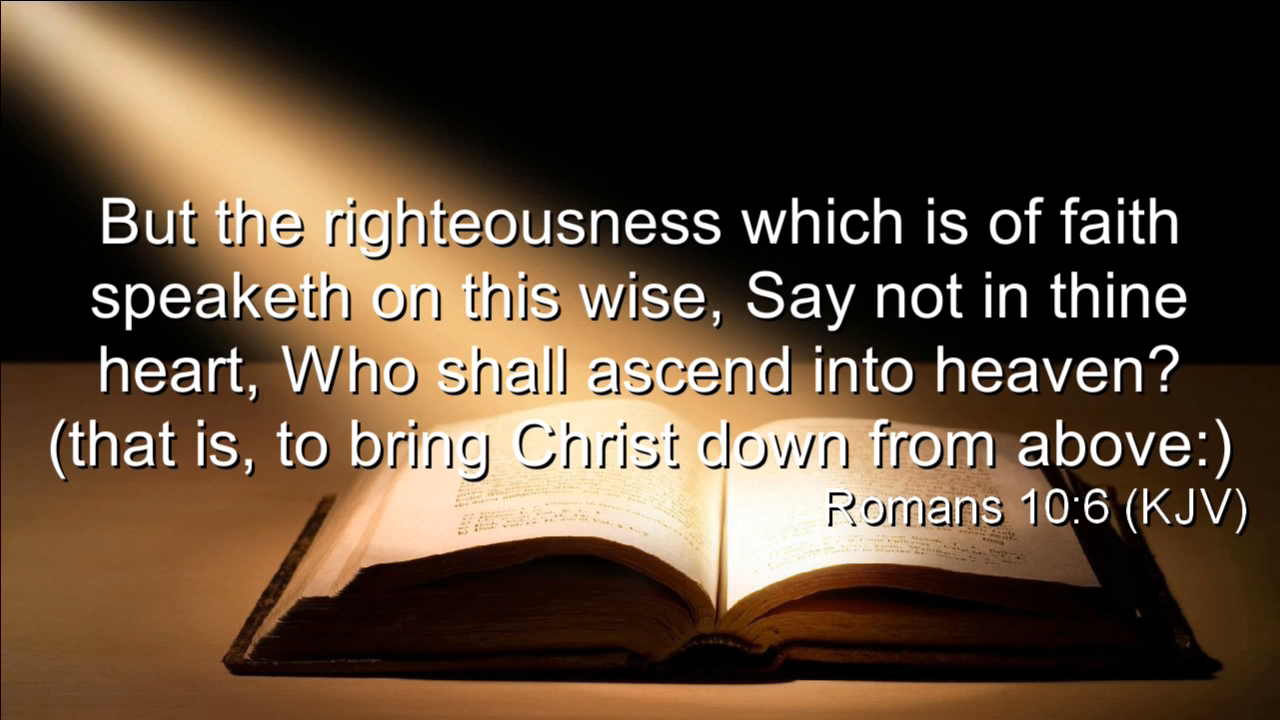 But the righteousness which is of faith
speaketh on this wise, Say not in thine
heart, Who shall ascend into heaven?
(that is, to bring Christ down from above:)
Romans 10:6 (KJV)